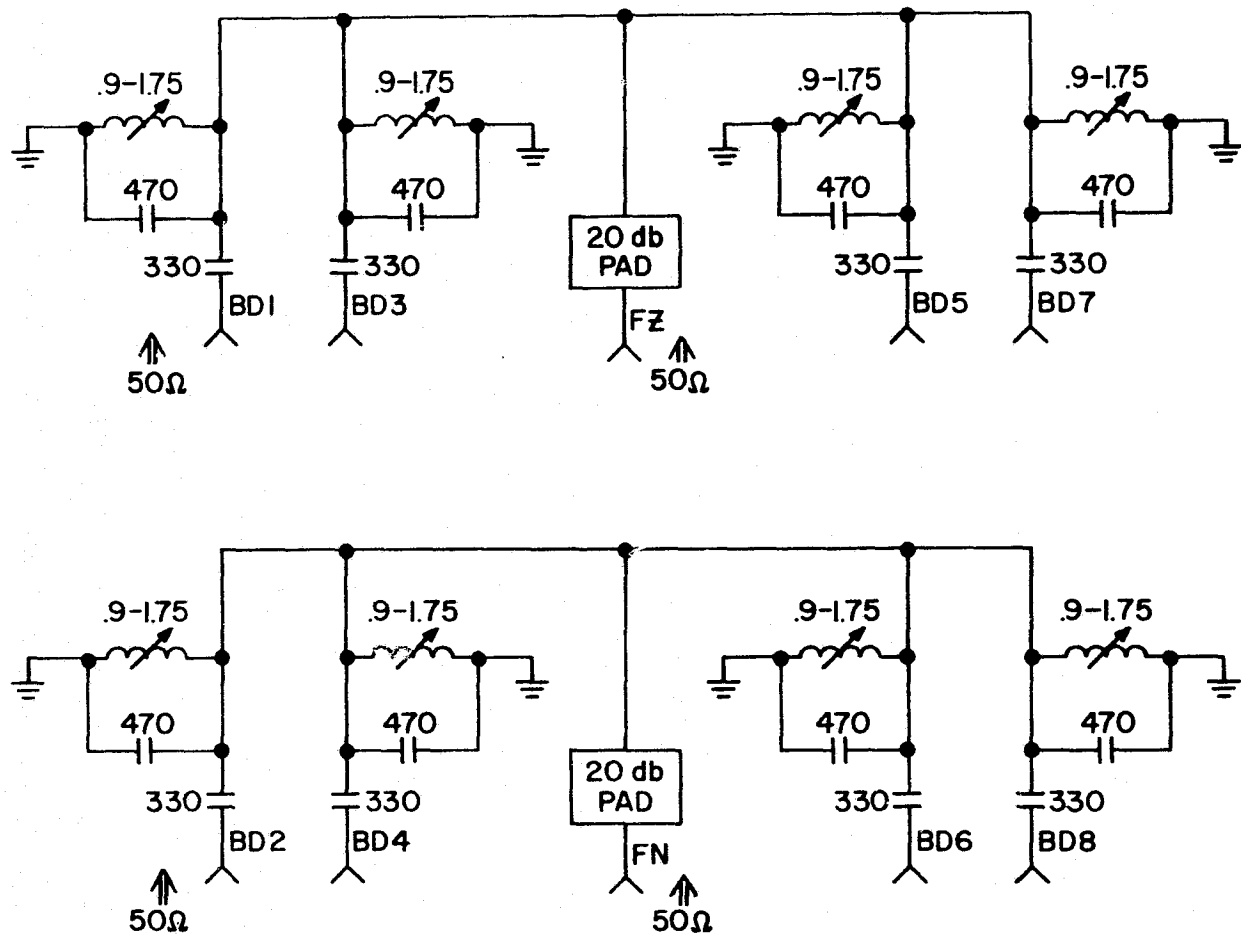 .9-1.75 .9-1.75 .9-1.75 .9-1.75
470 470 470 470
20 db
PAD
330 330 330 330
BD1 BD3 FZ BD5 BD7
50Ω 50Ω
.9-1.75 .9-1.75 .9-1.75 .9-1.75
470 470 470 470
20 db
PAD
330 330 330 330
BD2 BD4 FN BD6 BD8
50Ω 50Ω